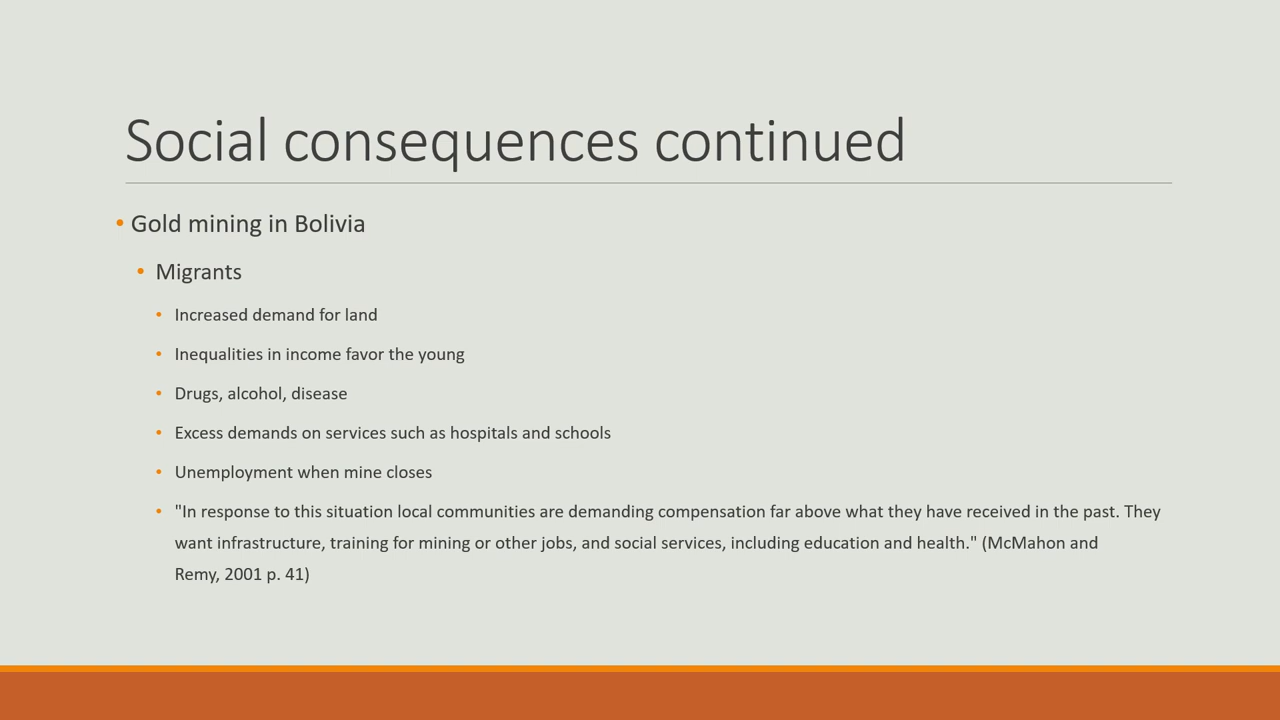 Social consequences continued
• Gold mining in Bolivia
• Migrants
• Increased demand for land
• Inequalities in income favor the young
• Drugs, alcohol, disease
• Excess demands on services such as hospitals and schools
• Unemployment when mine closes
• "In response to this situation local communities are demanding compensation far above what they have received in the past. They
want infrastructure, training for mining or other jobs, and social services, including education and health." (McMahon and
Remy, 2001 p. 41)